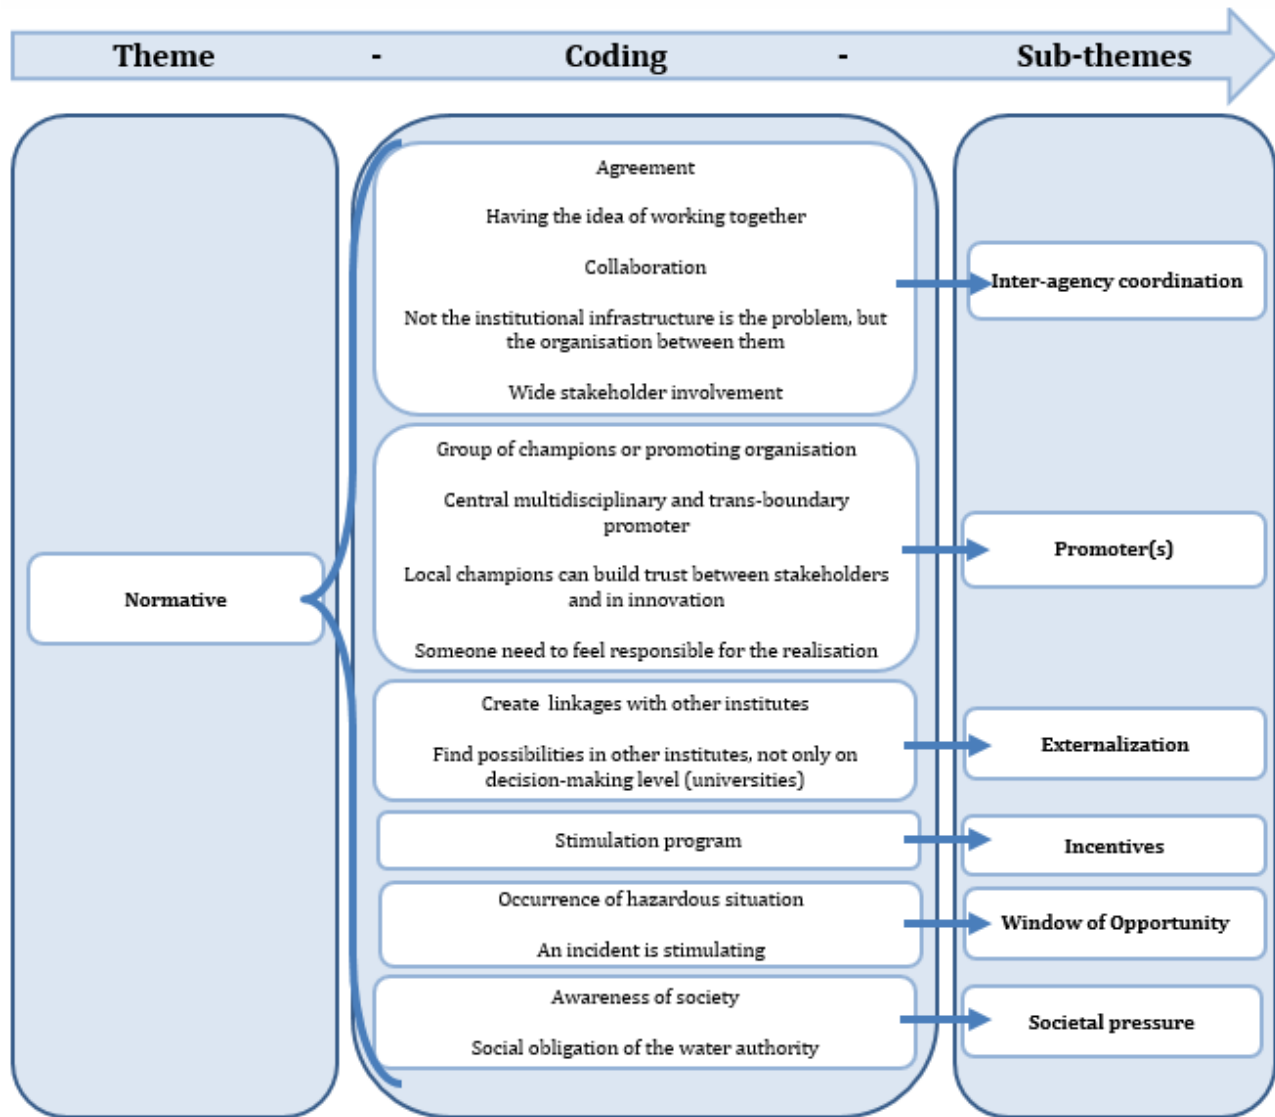 Theme - Coding - Sub-themes
Normative
Agreement
Having the idea of working together
Collaboration
Not the institutional infrastructure is the problem, but
the organisation between them
Wide stakeholder involvement
Inter-agency coordination
Group of champions or promoting organisation
Central multidisciplinary and trans-boundary
promoter
Local champions can build trust between stakeholders
and in innovation
Someone need to feel responsible for the realisation
Promoter(s)
Create linkages with other institutes
Find possibilities in other institutes, not only on
decision-making level (universities)
Externalization
Stimulation program
Incentives
Occurrence of hazardous situation
An incident is stimulating
Window of Opportunity
Awareness of society
Social obligation of the water authority
Societal pressure